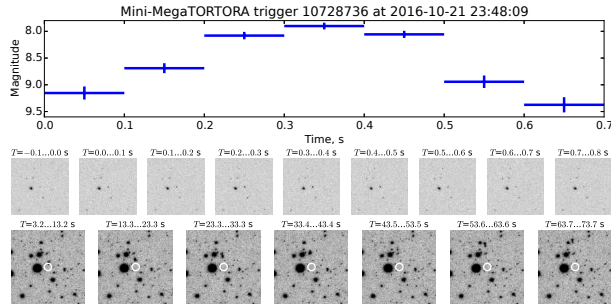 Mini-MegaTORTORA trigger 10728736 at 2016-10-21 23:48:09
Magnitude
8.0
8.5
9.0
9.5
0.0 0.1 0.2 0.3 0.4 0.5 0.6 0.7
Time, s
T=−0.1...0.0 s T=0.0...0.1 s T=0.1...0.2 s T=0.2...0.3 s T=0.3...0.4 s T=0.4...0.5 s T=0.5...0.6 s T=0.6...0.7 s T=0.7...0.8 s
T=3.2...13.2 s T=13.3...23.3 s T=23.3...33.3 s T=33.4...43.4 s T=43.5...53.5 s T=53.6...63.6 s T=63.7...73.7 s